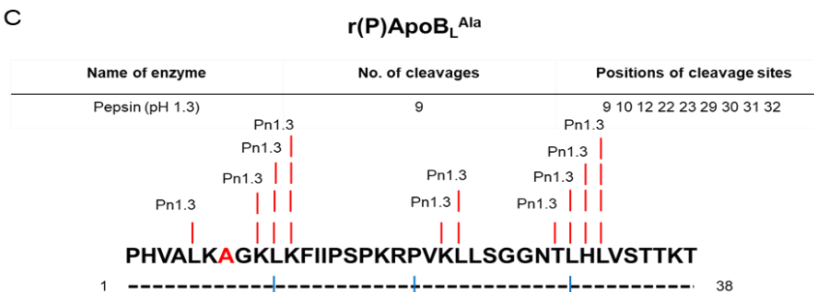 C
r(P)ApoBLAla
Name of enzyme No. of cleavages Positions of cleavage sites
Pepsin (pH 1.3) 9 9 10 12 22 23 29 30 31 32
Pn1.3 Pn1.3
Pn1.3 Pn1.3
Pn1.3 Pn1.3
Pn1.3 Pn1.3 Pn1.3 Pn1.3
PHVALKAGKLKFIIPSPKRPVKLLSGGNTLHLVSTTKT
1 38